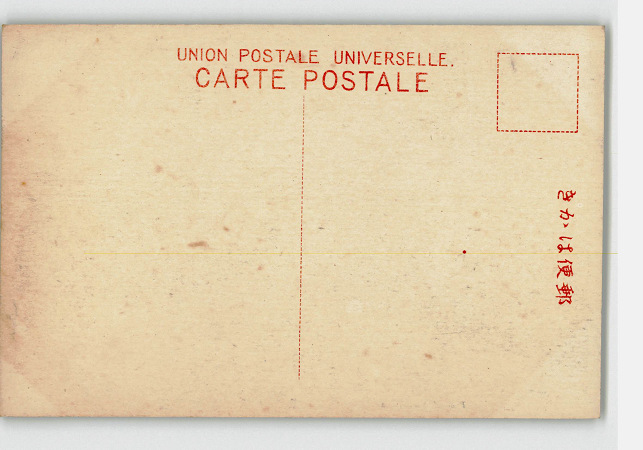 UNION POSTALE UNIVERSELLE.
CARTE POSTALE
きかは便郵